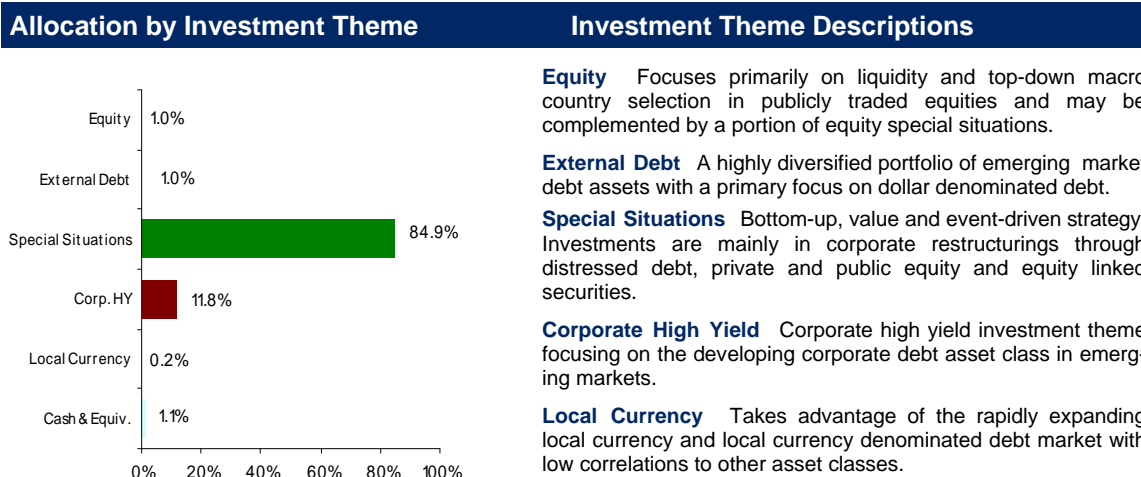 Allocation by Investment Theme
Equity 1.0%
External Debt 1.0%
Special Situations 84.9%
Corp. HY 11.8%
Local Currency 0.2%
Cash & Equiv. 1.1%
0% 20% 40% 60% 80% 100%
Investment Theme Descriptions
Equity Focuses primarily on liquidity and top-down macro
country selection in publicly traded equities and may be
complemented by a portion of equity special situations.
External Debt A highly diversified portfolio of emerging market
debt assets with a primary focus on dollar denominated debt.
Special Situations Bottom-up, value and event-driven strategy
Investments are mainly in corporate restructurings through
distressed debt, private and public equity and equity linked
securities.
Corporate High Yield Corporate high yield investment theme
focusing on the developing corporate debt asset class in emerg-
ing markets.
Local Currency Takes advantage of the rapidly expanding
local currency and local currency denominated debt market with
low correlations to other asset classes.